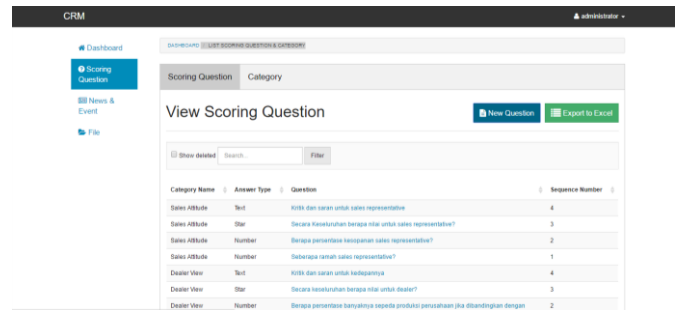 CRM administrator
Dashboard
Scoring Question
News & Event
File
DASHBOARD LIST SCORING QUESTION & CATEGORY
Scoring Question Category
View Scoring Question New Question Export to Excel
Show deleted Search... Filter
Category Name Answer Type Question Sequence Number
Sales Attitude Text Kritik dan saran untuk sales representative 4
Sales Attitude Star Secara Keseluruhan berapa nilai untuk sales representative? 3
Sales Attitude Number Berapa persentase kesopanan sales representative? 2
Sales Attitude Number Seberapa ramah sales representative? 1
Dealer View Text Kritik dan saran untuk kedepannya 4
Dealer View Star Secara keseluruhan berapa nilai untuk dealer? 3
Dealer View Number Berapa persentase banyaknya sepeda produksi perusahaan jika dibandingkan dengan 2